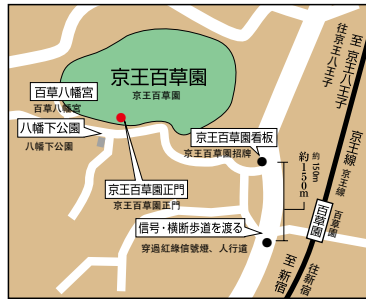 至 京王八王子
往京王八王子
京王百草園
京王百草園
百草八幡宮
百草八幡宮
八幡下公園
八幡下公園
京王百草園看板
京王百草園招牌
約 150m
約150m
京王線
京王線
京王百草園正門
京王百草園正門
百草園
百草園
信号・横断歩道を渡る
穿過紅綠信號燈、人行道
至 新宿
往新宿